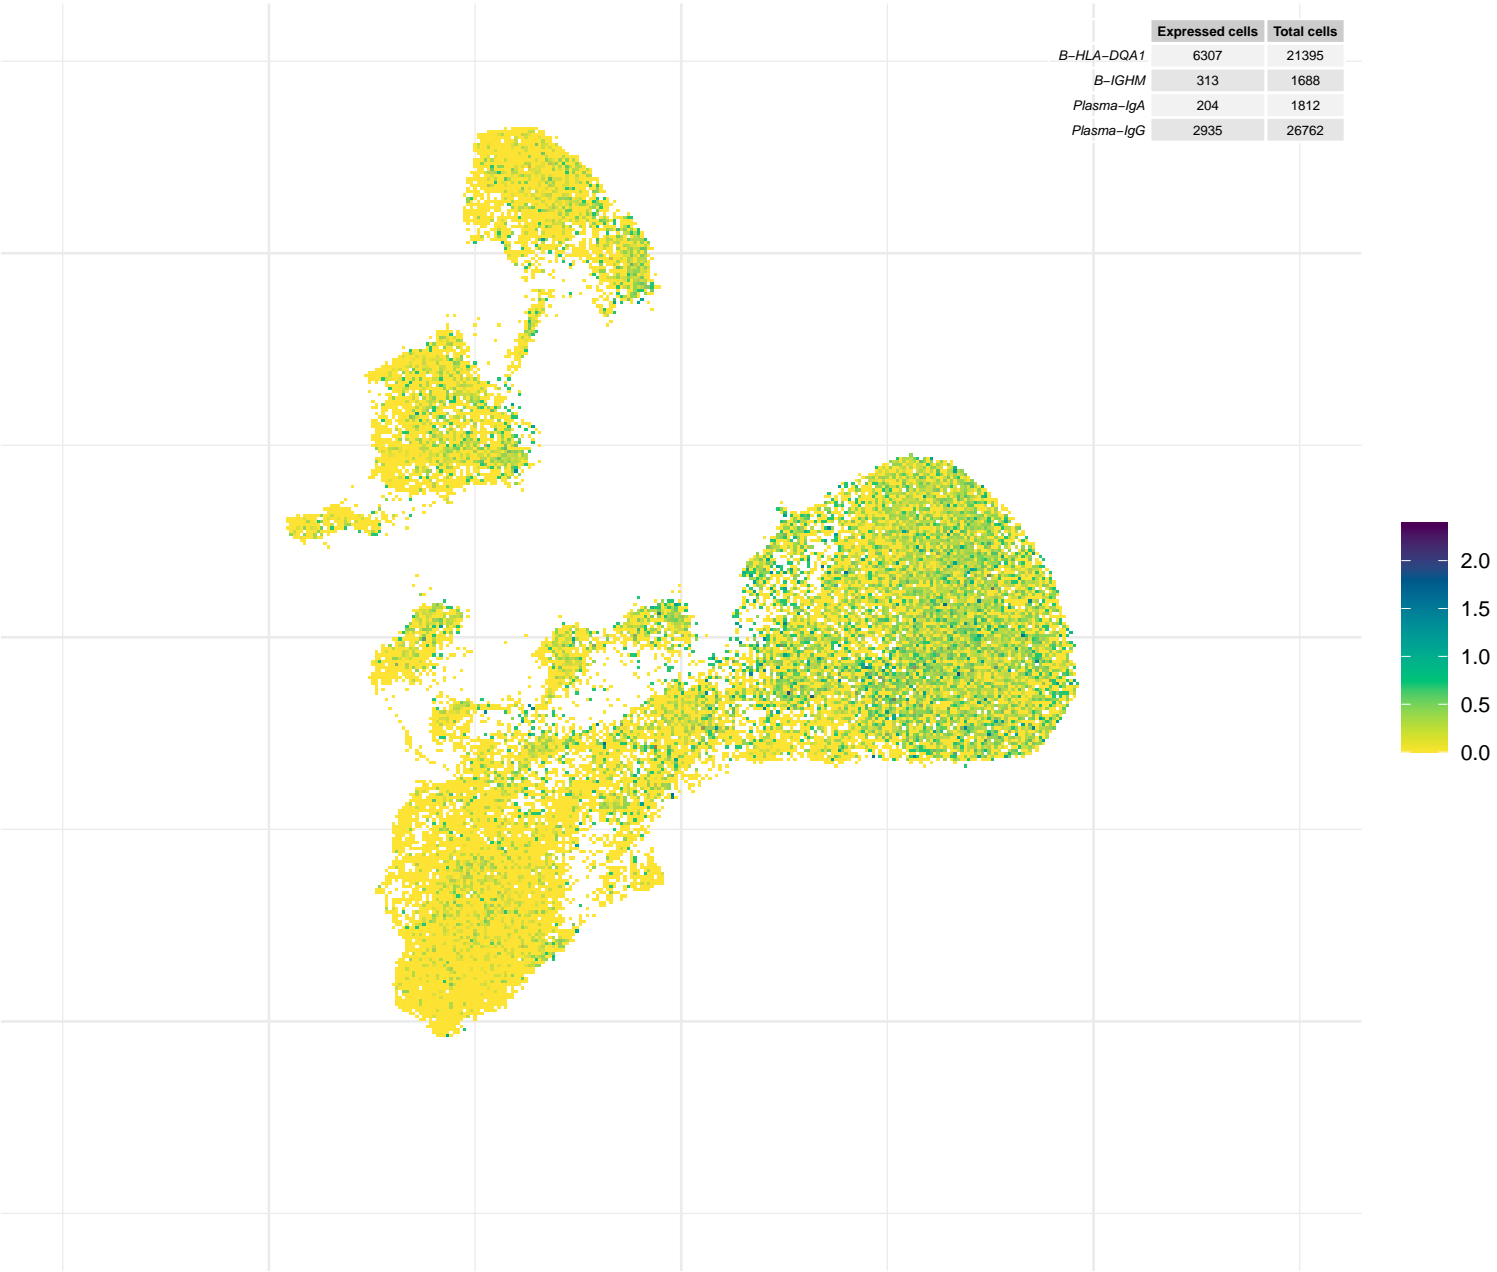 Expressed cells Total cells
B−HLA−DQA1 6307 21395
B−IGHM 313 1688
Plasma−IgA 204 1812
Plasma−IgG 2935 26762
2.0
1.5
1.0
0.5
0.0